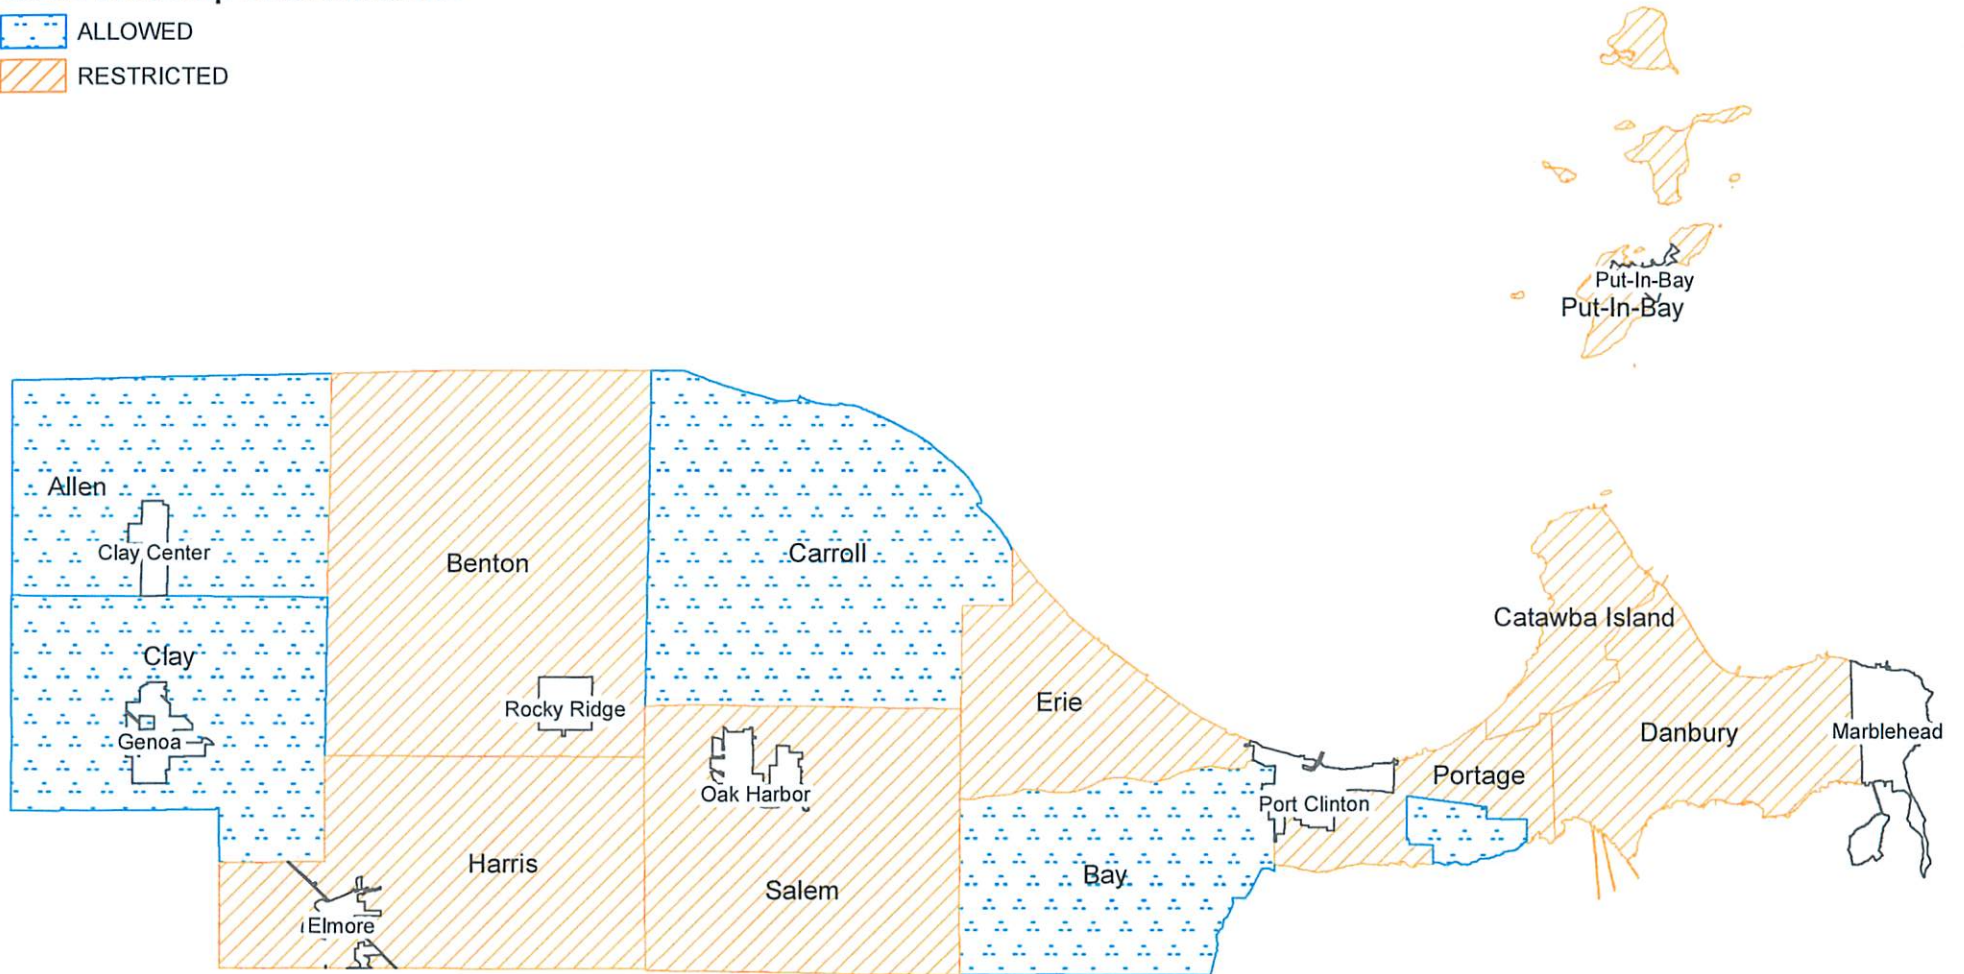 ALLOWED
RESTRICTED
Put-In-Bay
Put-In-Bay
Allen
Clay Center
Benton
Carroll
Catawba Island
Clay
Rocky Ridge
Erie
Genoa
Danbury
Marblehead
Oak Harbor
Portage
Port Clinton
Harris
Salem
Bay
Elmore